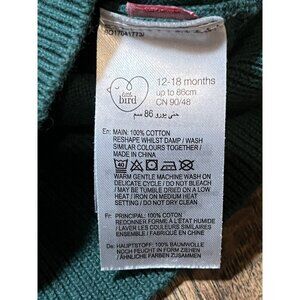 little
bird
12-18 months
up to 86cm
CN 90/48
حتى يورو 86 سم
En: MAIN: 100% COTTON
RESHAPE WHILST DAMP / WASH
SIMILAR COLOURS TOGETHER /
MADE IN CHINA
40
WARM GENTLE MACHINE WASH ON
DELICATE CYCLE / DO NOT BLEACH /
MAY BE TUMBLE DRIED ON A LOW
HEAT / IRON ON MEDIUM HEAT
SETTING / DO NOT DRY CLEAN
Fr: PRINCIPAL: 100% COTON
REDONNER FORME À L'ÉTAT HUMIDE
/ LAVER LES COULEURS SIMILAIRES
ENSEMBLE / FABRIQUÉ EN CHINE
De: HAUPTSTOFF: 100% BAUMWOLLE
NOCH FEUCHT IN FORM ZIEHEN
/ÄHNLICHE FARBEN ZUSAMMEN